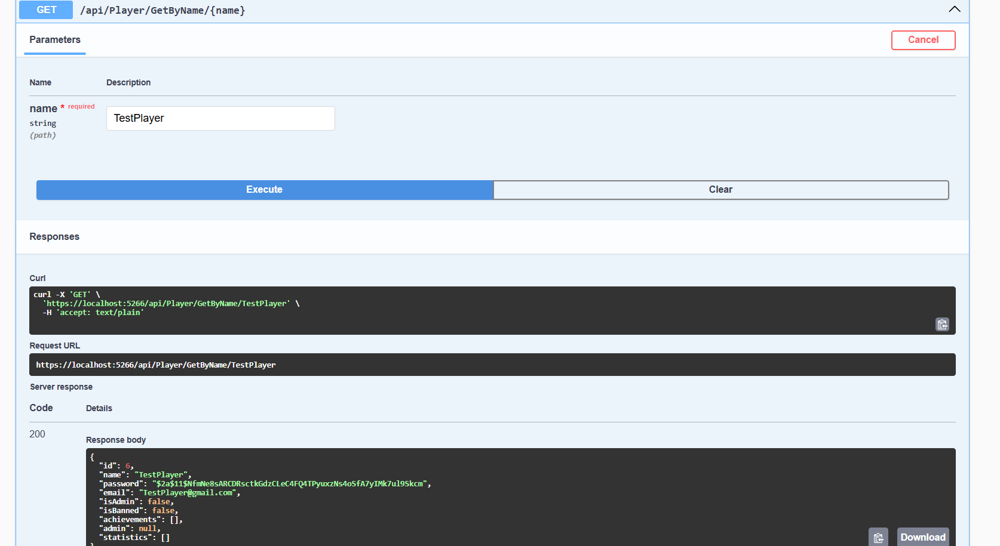 GET /api/Player/GetByName/{name}
Parameters
Cancel
Name Description
name * required
string
(path)
TestPlayer
Execute Clear
Responses
Curl
curl -X 'GET' \
'https://localhost:5266/api/Player/GetByName/TestPlayer' \
-H 'accept: text/plain'
Request URL
https://localhost:5266/api/Player/GetByName/TestPlayer
Server response
Code Details
200
Response body
{
"id": 6,
"name": "TestPlayer",
"password": "$2a$11$NfmNe8sARCDRsctkGdzCLeC4FQ4TPyuxzNs4oSfA7yIMk7ul9Skcm",
"email": "TestPlayer@gmail.com",
"isAdmin": false,
"isBanned": false,
"achievements": [],
"admin": null,
"statistics": []
}
Download